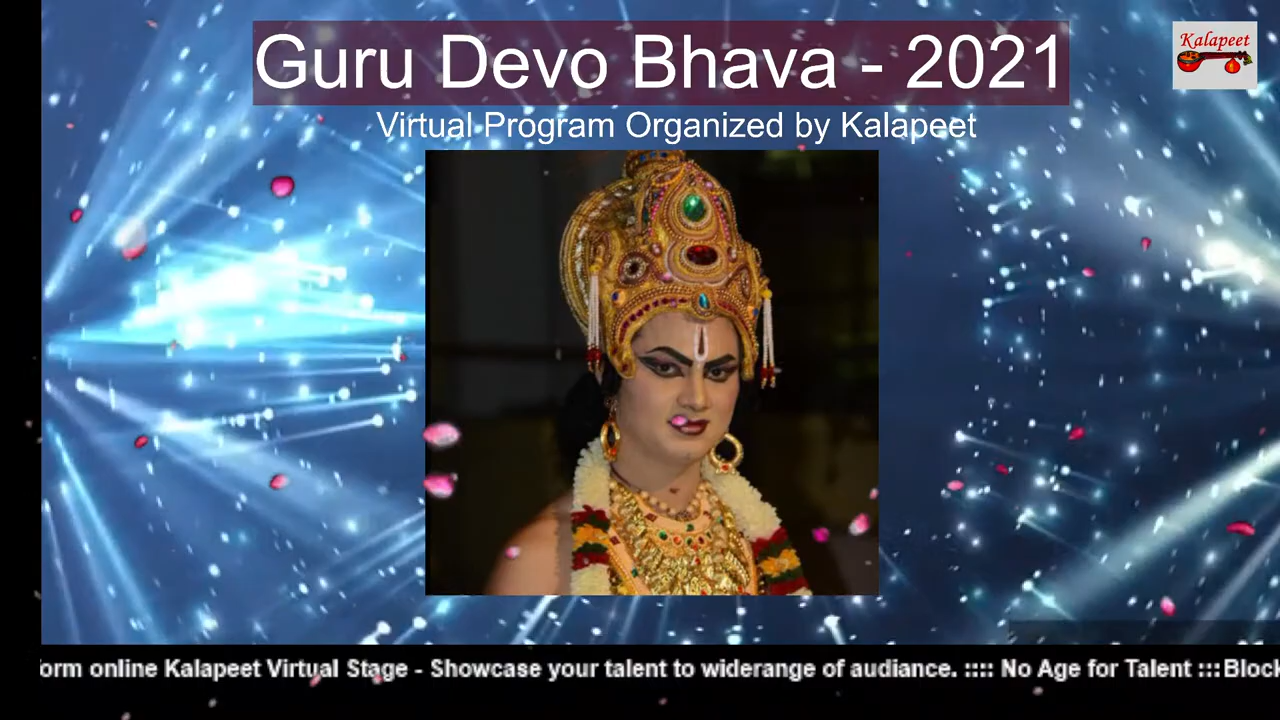 Guru Devo Bhava - 2021
Kalapeet
Virtual Program Organized by Kalapeet
orm online Kalapeet Virtual Stage - Showcase your talent to widerange of audiance. :::: No Age for Talent ::: Block